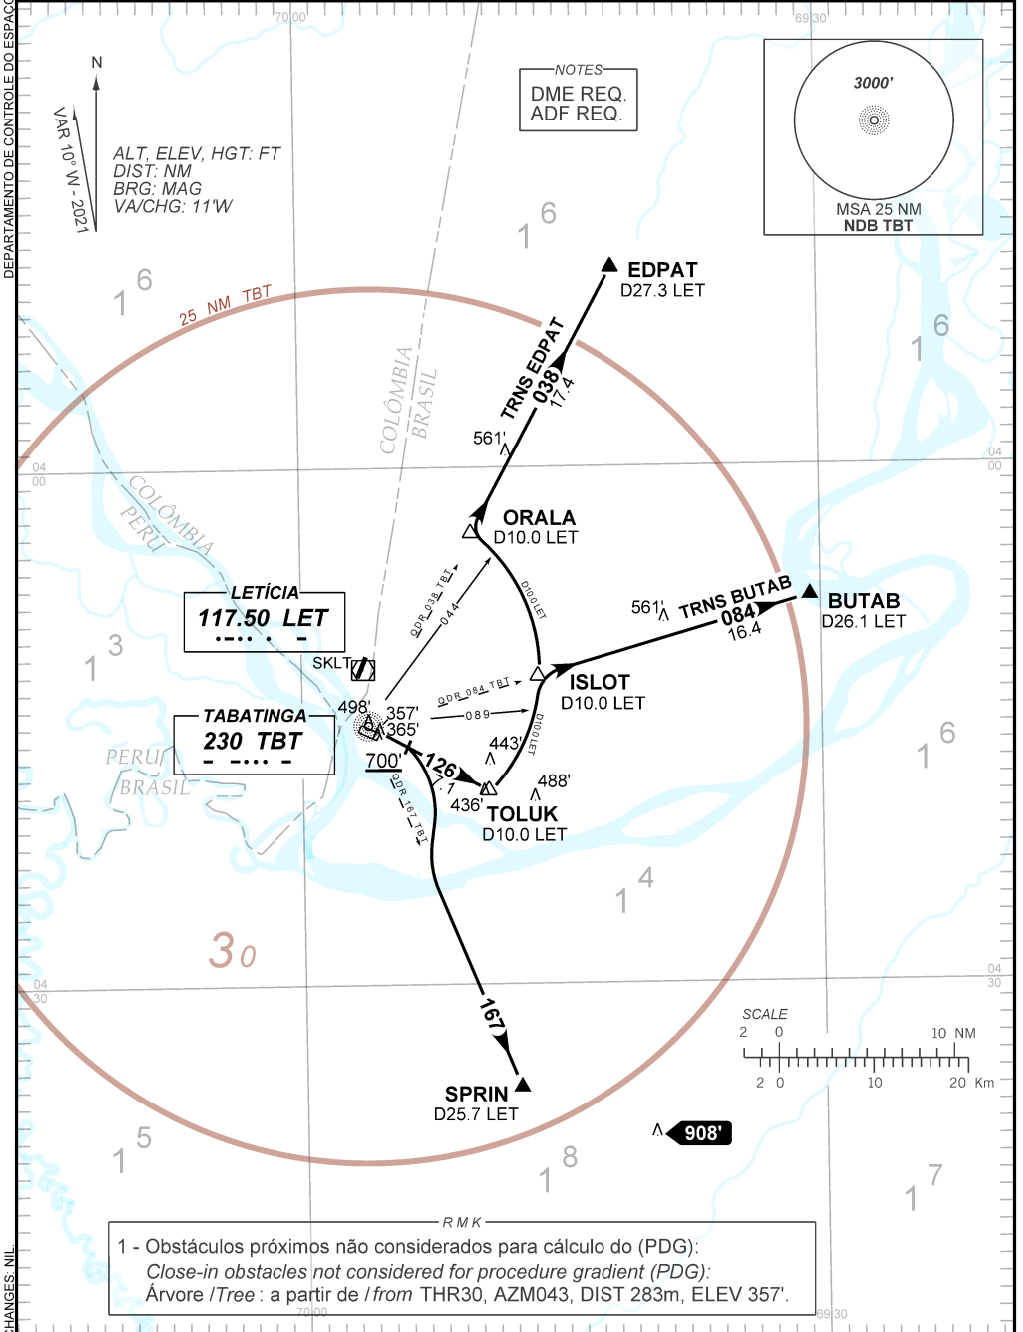 DEPARTAMENTO DE CONTROLE DO ESPAÇO
CHANGES: NIL.
70 00
69 30
N
VAR 10° W - 2021
ALT, ELEV, HGT: FT
DIST: NM
BRG: MAG
VA/CHG: 11'W
NOTES
DME REQ.
ADF REQ.
3000'
MSA 25 NM
NDB TBT
16
16
16
25 NM TBT
EDPAT
D27.3 LET
TRNS EDPAT
038
17.4
COLÔMBIA
BRASIL
561'
04
00
04
00
COLÔMBIA
PERU
ORALA
D10.0 LET
QDR 038 TBT
044
D10.0 LET
LETÍCIA
117.50 LET
561'
TRNS BUTAB
084
16.4
BUTAB
D26.1 LET
13
SKLT
QDR 084 TBT
089
ISLOT
D10.0 LET
D10.0 LET
498'
357'
365'
TABATINGA
230 TBT
PERU
BRASIL
700'
126
7.1
443'
488'
436'
TOLUK
D10.0 LET
QDR 167 TBT
16
14
30
04
30
04
30
167
SCALE
2 0 10 NM
2 0 10 20 Km
SPRIN
D25.7 LET
908'
15
18
17
RMK
1 - Obstáculos próximos não considerados para cálculo do (PDG):
Close-in obstacles not considered for procedure gradient (PDG):
Árvore /Tree : a partir de / from THR30, AZM043, DIST 283m, ELEV 357'.
70 00
69 30